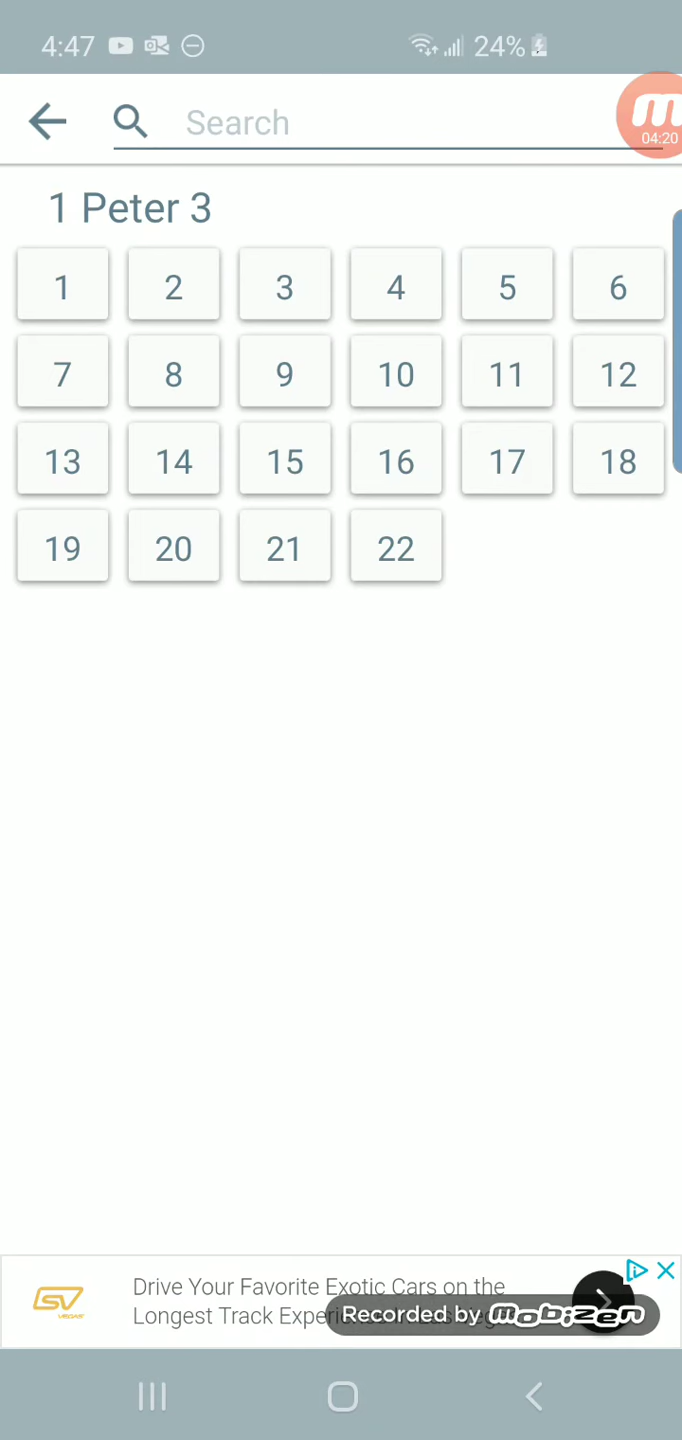 4:47
24%
Search
04:20
1 Peter 3
1 2 3 4 5 6
7 8 9 10 11 12
13 14 15 16 17 18
19 20 21 22
SV
VEGAS
Drive Your Favorite Exotic Cars on the
Longest Track
Recorded by mobizen